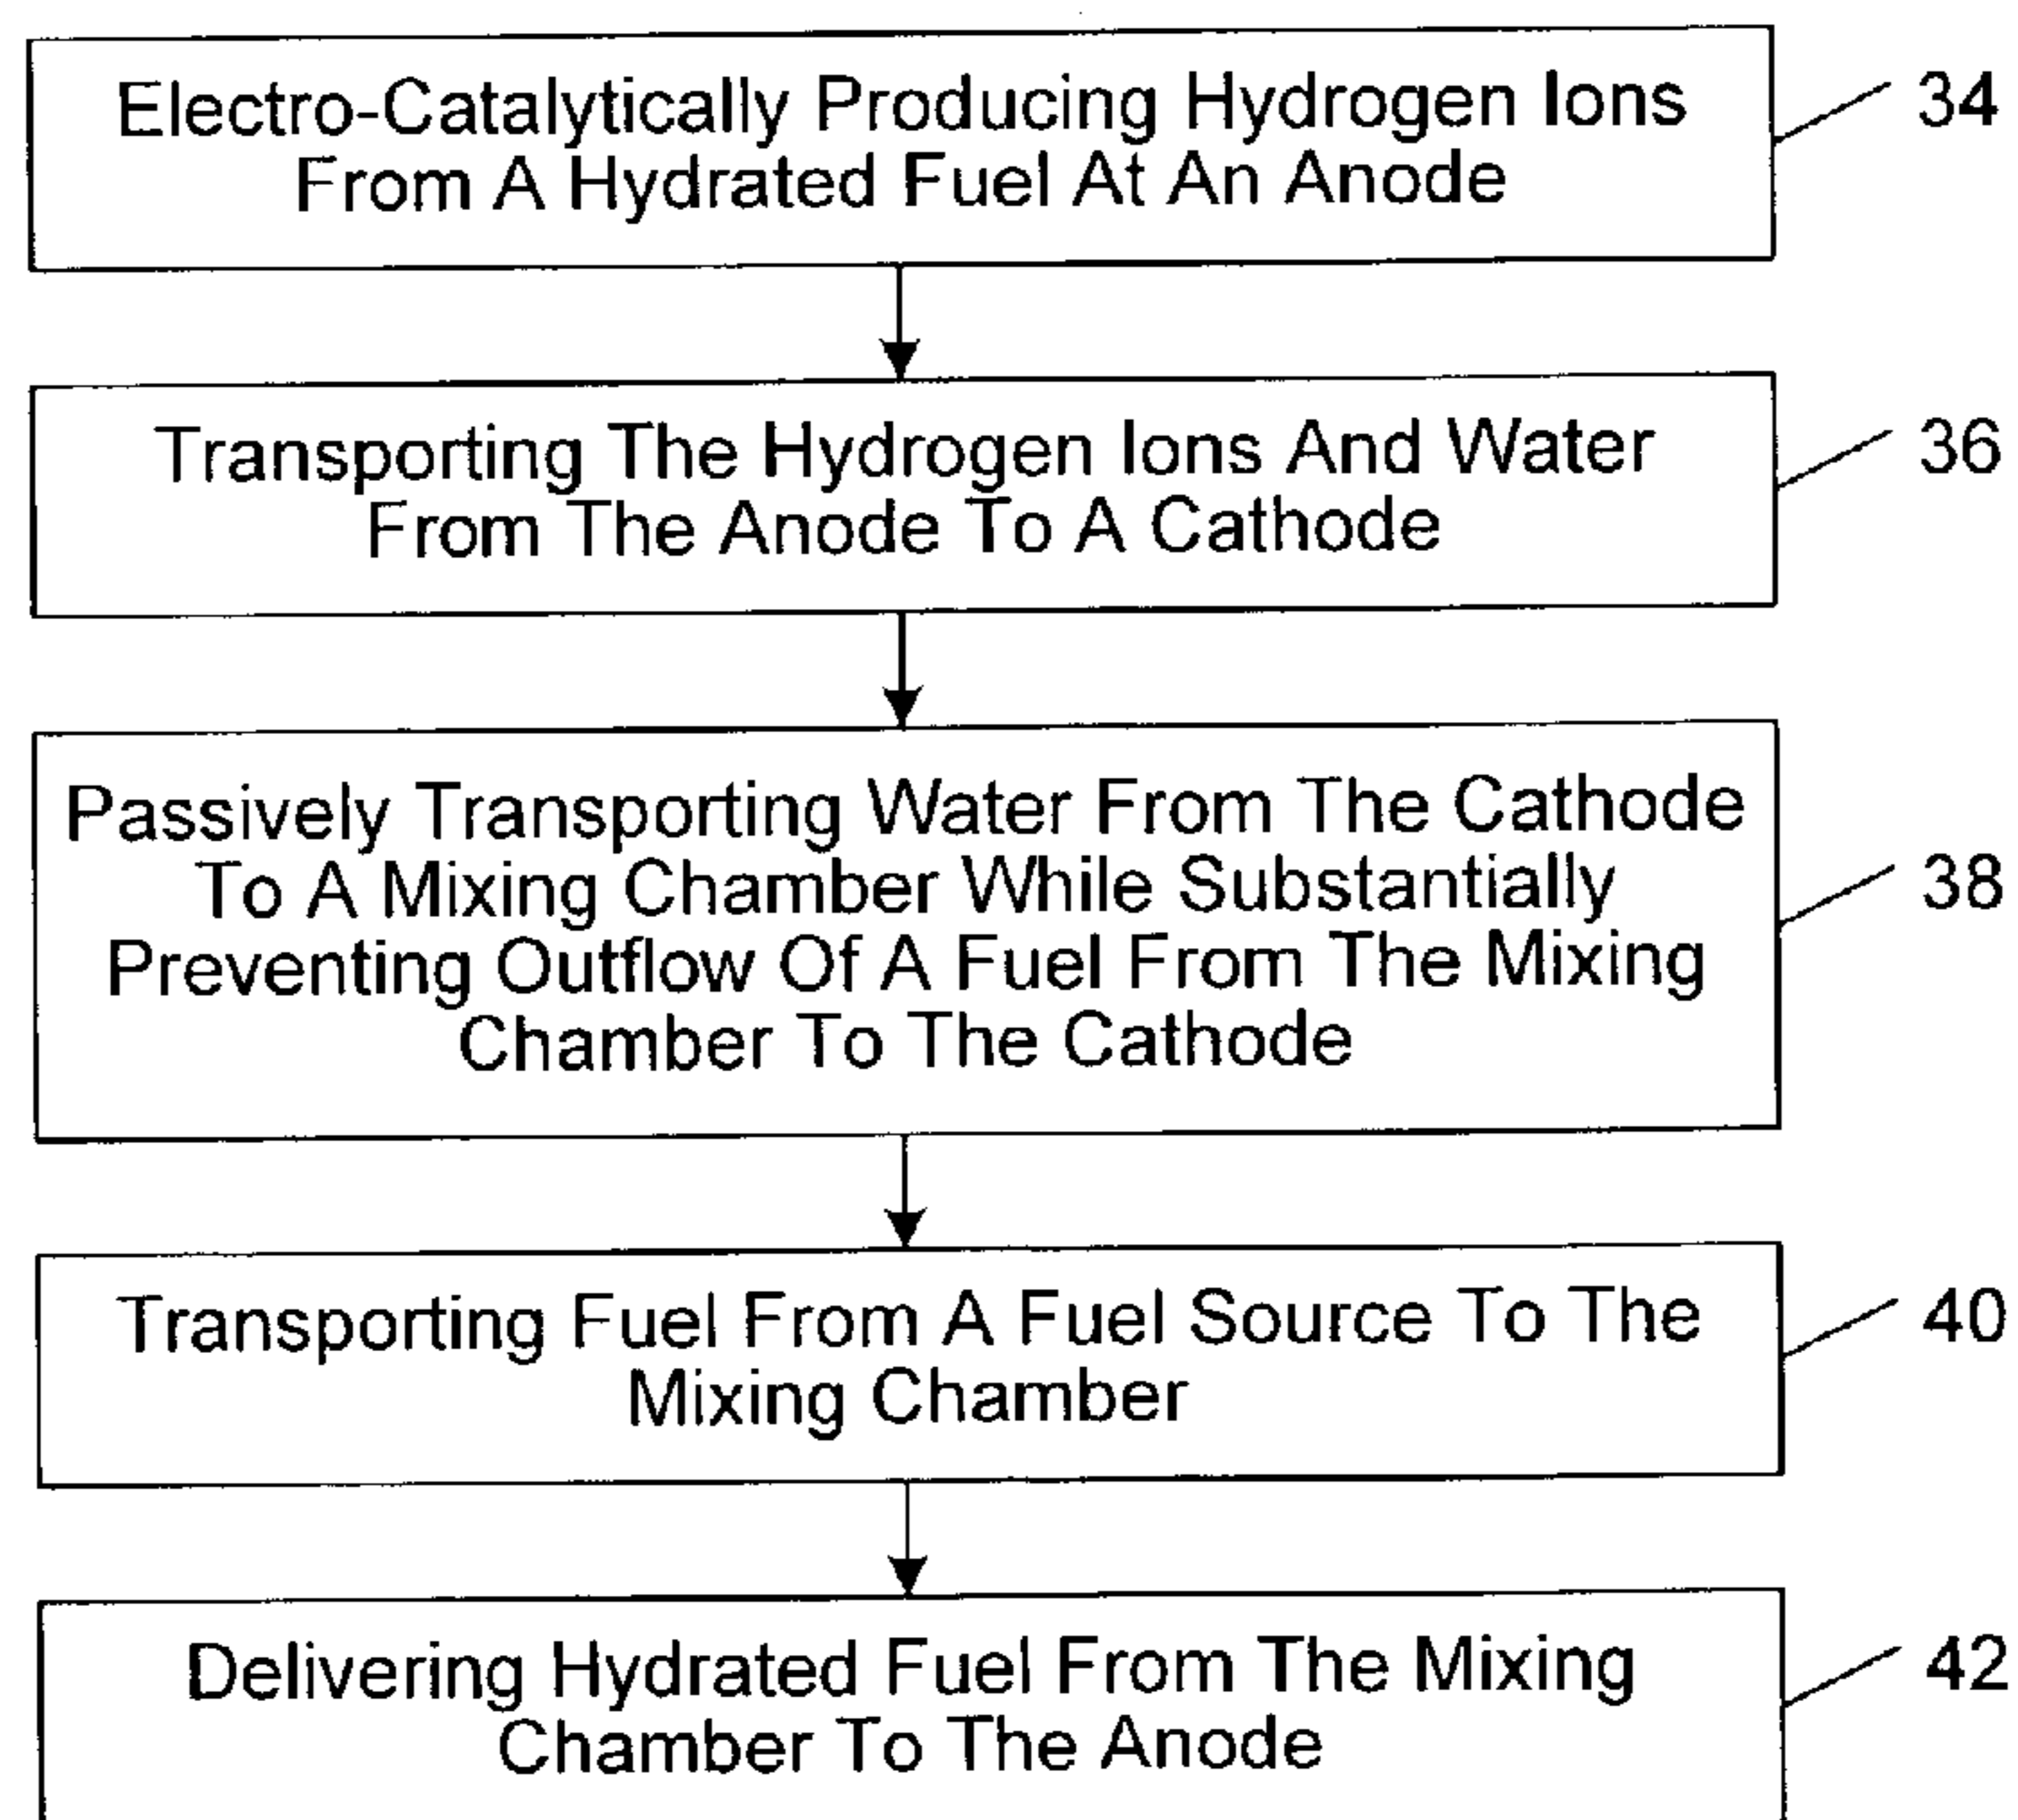 Electro-Catalytically Producing Hydrogen Ions
From A Hydrated Fuel At An Anode
34
Transporting The Hydrogen Ions And Water
From The Anode To A Cathode
36
Passively Transporting Water From The Cathode
To A Mixing Chamber While Substantially
Preventing Outflow Of A Fuel From The Mixing
Chamber To The Cathode
38
Transporting Fuel From A Fuel Source To The
Mixing Chamber
40
Delivering Hydrated Fuel From The Mixing
Chamber To The Anode
42